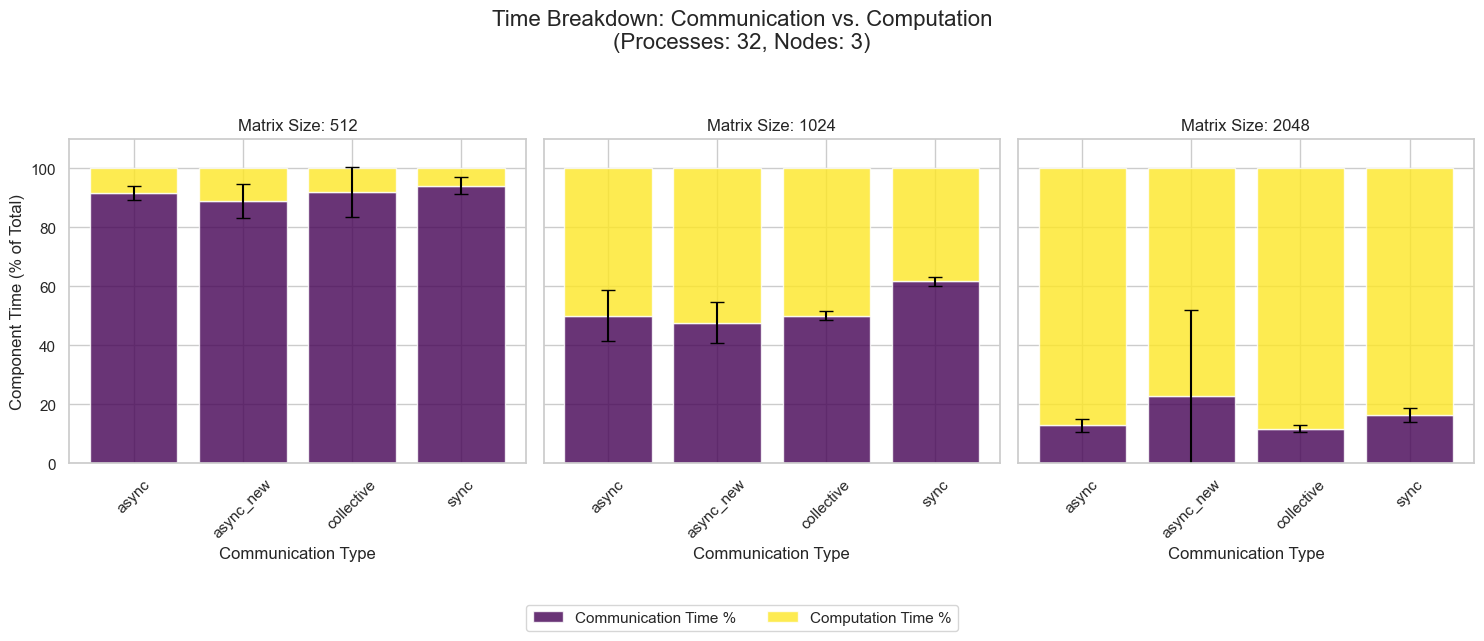 Time Breakdown: Communication vs. Computation
(Processes: 32, Nodes: 3)
Matrix Size: 512
Matrix Size: 1024
Matrix Size: 2048
Component Time (% of Total)
100
80
60
40
20
0
async
async_new
collective
sync
async
async_new
collective
sync
async
async_new
collective
sync
Communication Type
Communication Type
Communication Type
Communication Time %
Computation Time %